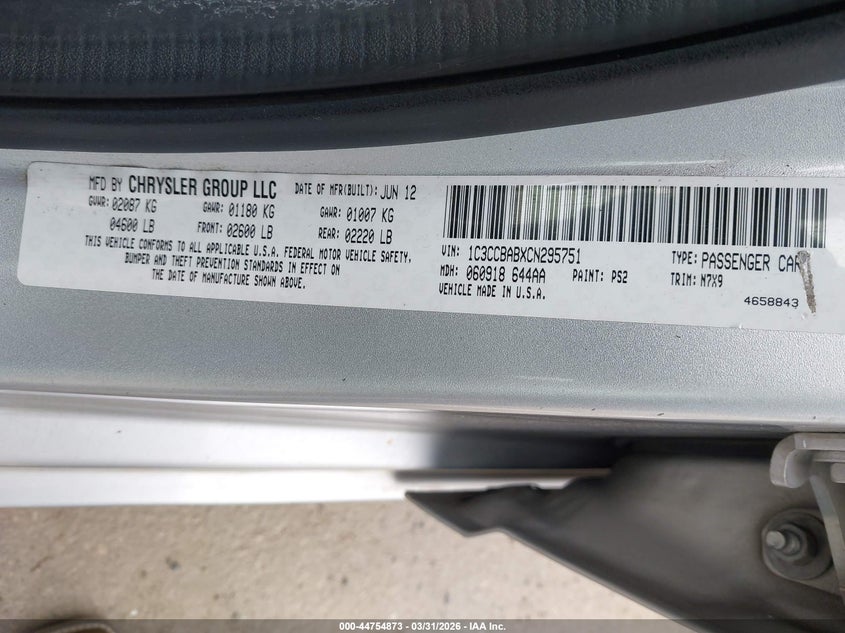 MFD BY CHRYSLER GROUP LLC DATE OF MFR(BUILT): JUN 12
GVWR: 02087 KG GAWR: 01180 KG GAWR: 01007 KG
04600 LB FRONT: 02600 LB REAR: 02220 LB
THIS VEHICLE CONFORMS TO ALL APPLICABLE U.S.A. FEDERAL MOTOR VEHICLE SAFETY,
BUMPER AND THEFT PREVENTION STANDARDS IN EFFECT ON
THE DATE OF MANUFACTURE SHOWN ABOVE.
VIN: 1C3CCBABXCN295751 TYPE: PASSENGER CAR
MDH: 060918 644AA PAINT: PS2 TRIM: N7X9
VEHICLE MADE IN U.S.A.
4658843
000-44754873 — 03/31/2026 — IAA Inc.